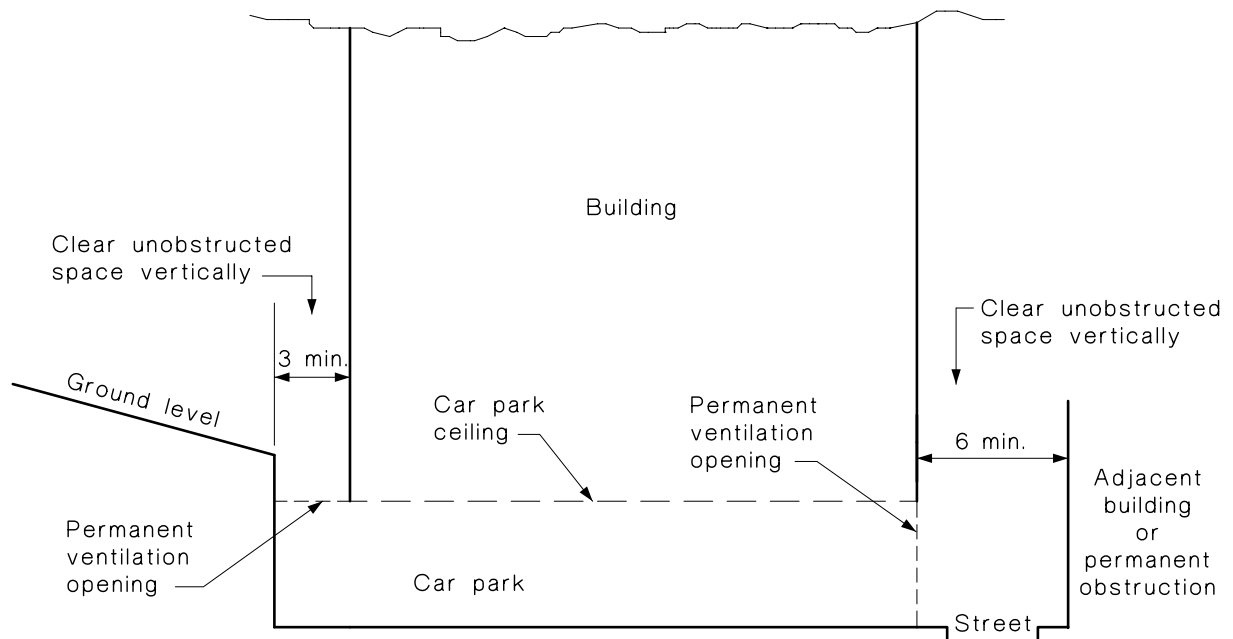 Building
Clear unobstructed
space vertically
Clear unobstructed
space vertically
3 min.
Ground level
Car park
ceiling
Permanent
ventilation
opening
6 min.
Adjacent
building
or
permanent
obstruction
Permanent
ventilation
opening
Car park
Street